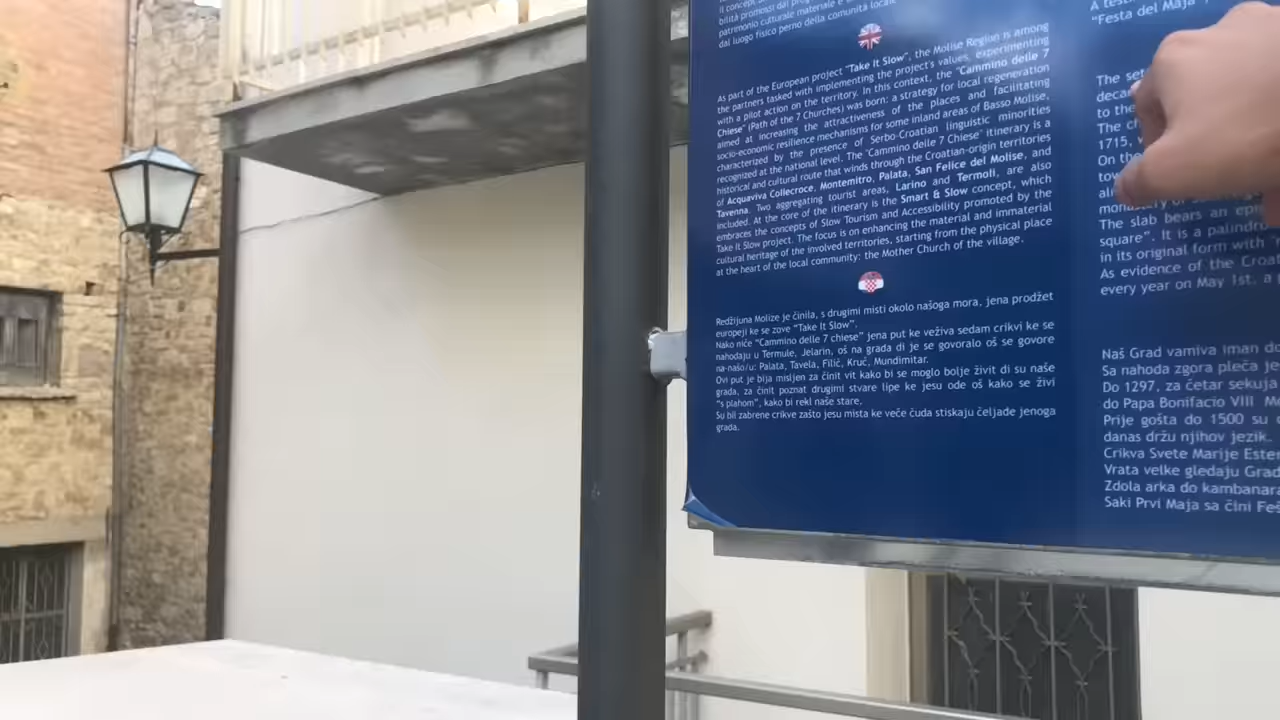 il concept
bilità promossi dal prog
patrimonio culturale materiale e
dal luogo fisico perno della comunità locale
As part of the European project "Take It Slow", the Molise Region is among
the partners tasked with implementing the project's values, experimenting
with a pilot action on the territory. In this context, the "Cammino delle 7
Chiese" (Path of the 7 Churches) was born: a strategy for local regeneration
aimed at increasing the attractiveness of the places and facilitating
socio-economic resilience mechanisms for some inland areas of Basso Molise,
characterized by the presence of Serbo-Croatian linguistic minorities
recognized at the national level. The "Cammino delle 7 Chiese" itinerary is a
historical and cultural route that winds through the Croatian-origin territories
of Acquaviva Collecroce, Montemitro, Palata, San Felice del Molise, and
Tavenna. Two aggregating tourist areas, Larino and Termoli, are also
included. At the core of the itinerary is the Smart & Slow concept, which
embraces the concepts of Slow Tourism and Accessibility promoted by the
Take It Slow project. The focus is on enhancing the material and immaterial
cultural heritage of the involved territories, starting from the physical place
at the heart of the local community: the Mother Church of the village.
Redžijuna Molize je činila, s drugimi misti okolo našoga mora, jena prodžet
europeji ke se zove "Take It Slow".
Nako niče "Cammino delle 7 chiese" jena put ke veživa sedam crikvi ke se
nahodaju u Termule, Jelarin, oš na grada di je se govoralo oš se govore
na-našo/u: Palata, Tavela, Filič, Kruč, Mundimitar.
Ovi put je bija misljen za činit vit kako bi se moglo bolje živit di su naše
grada, za činit poznat drugimi stvare lipe ke jesu ode oš kako se živi
"s plahom", kako bi rekl naše stare.
Su bil zabrene crikve zašto jesu mista ke veče čuda stiskaju čeljade jenoga
grada.
A test
"Festa del Maja"
The set
decar
to the
The ch
1715,
On the
tow
alm
The slab bears an epi
square". It is a palindro
in its original form with
As evidence of the Croat
every year on May 1st, a
Naš Grad vamiva iman do
Sa nahoda zgora pleča je
Do 1297, za četar sekuja
do Papa Bonifacio VIII
Prije gošta do 1500 su
danas držu njihov jezik.
Crikva Svete Marije Ester
Vrata velke gledaju Grad
Zdola arka do kambanara
Saki Prvi Maja sa čini Feš